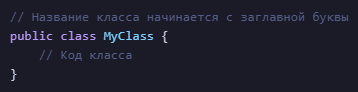 // Название класса начинается с заглавной буквы
public class MyClass {
    // Код класса
}